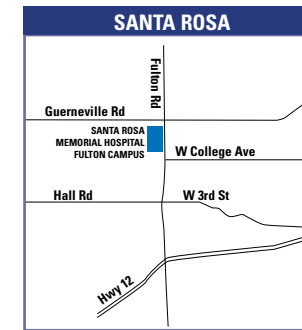 SANTA ROSA
Fulton Rd
Guerneville Rd
SANTA ROSA
MEMORIAL HOSPITAL
FULTON CAMPUS
W College Ave
Hall Rd
W 3rd St
Hwy 12